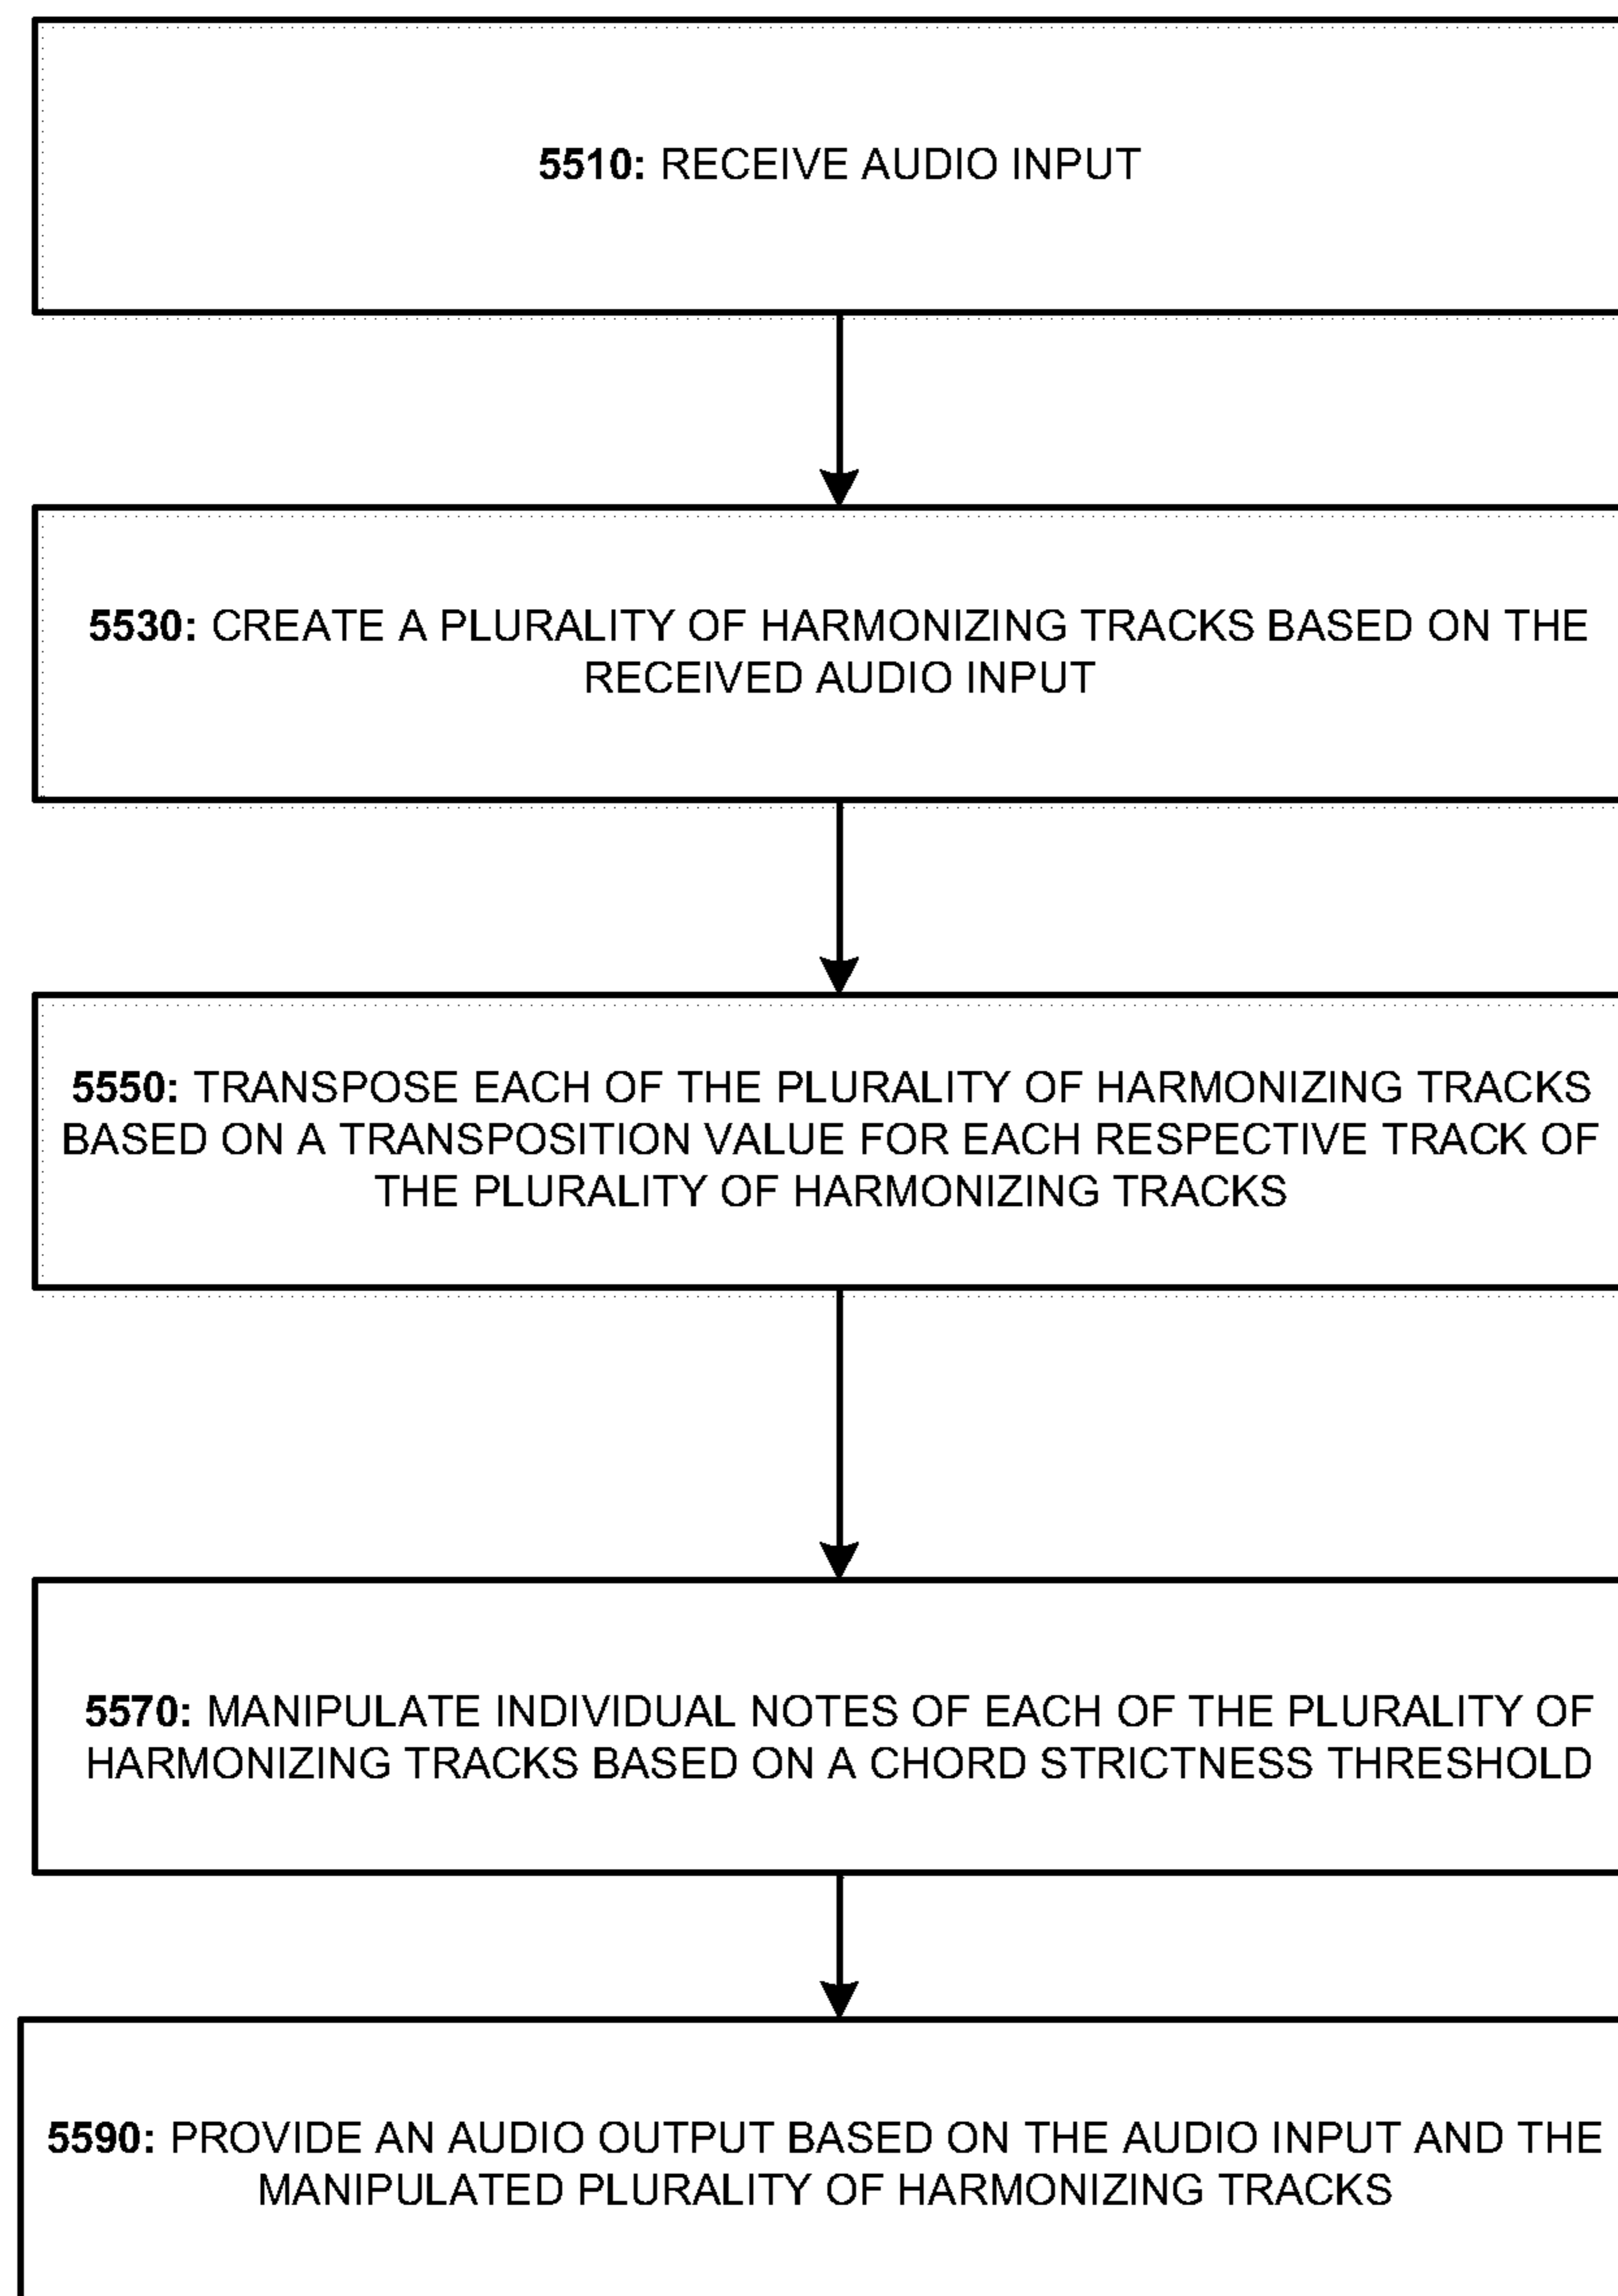 5510: RECEIVE AUDIO INPUT
5530: CREATE A PLURALITY OF HARMONIZING TRACKS BASED ON THE
RECEIVED AUDIO INPUT
5550: TRANSPOSE EACH OF THE PLURALITY OF HARMONIZING TRACKS
BASED ON A TRANSPOSITION VALUE FOR EACH RESPECTIVE TRACK OF
THE PLURALITY OF HARMONIZING TRACKS
5570: MANIPULATE INDIVIDUAL NOTES OF EACH OF THE PLURALITY OF
HARMONIZING TRACKS BASED ON A CHORD STRICTNESS THRESHOLD
5590: PROVIDE AN AUDIO OUTPUT BASED ON THE AUDIO INPUT AND THE
MANIPULATED PLURALITY OF HARMONIZING TRACKS